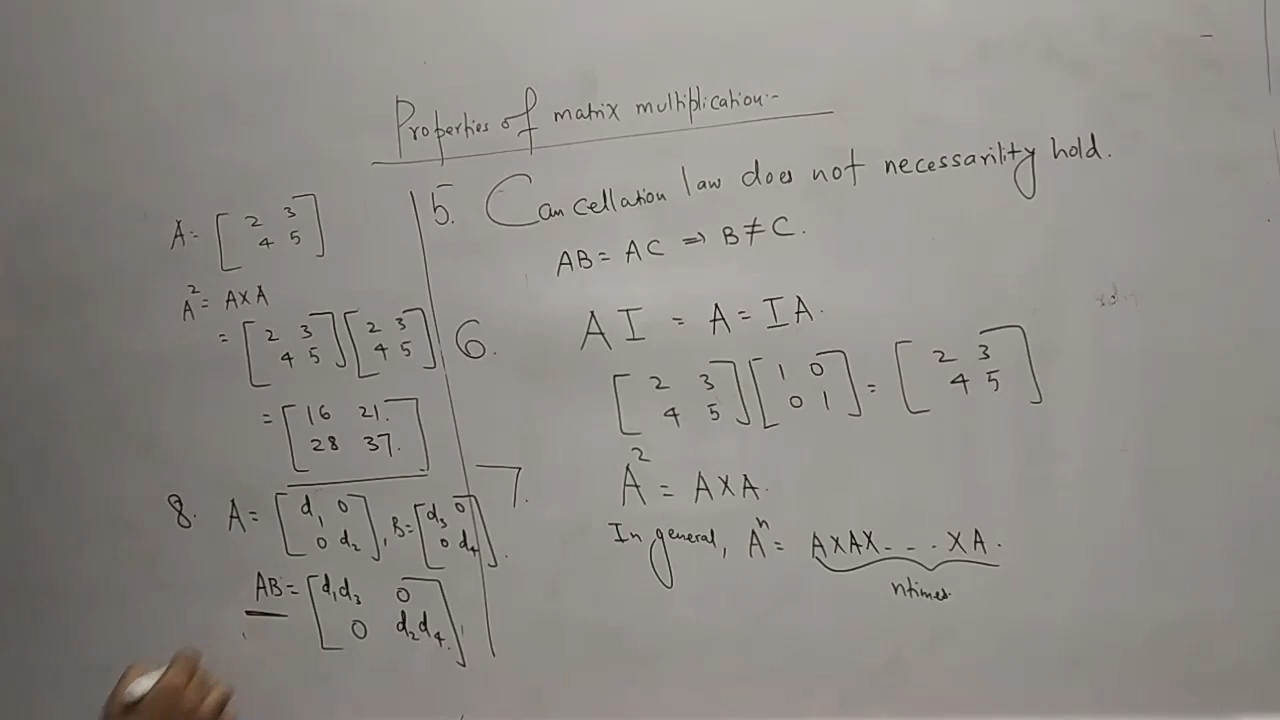 Properties of matrix multiplication:-
5. Cancellation law does not necessarility hold.
AB = AC ⇒ B ≠ C.
6. AI = A = IA.
[2 3
4 5] [1 0
0 1] = [2 3
4 5]
7. A² = A×A.
In general, Aⁿ = A×A×- - - ×A.
n times.
A = [2 3
4 5]
A² = A×A
= [2 3
4 5] [2 3
4 5]
= [16 21.
28 37.]
8. A = [d₁ 0
0 d₂], B = [d₃ 0
0 d₄].
AB = [d₁d₃ 0
0 d₂d₄.]